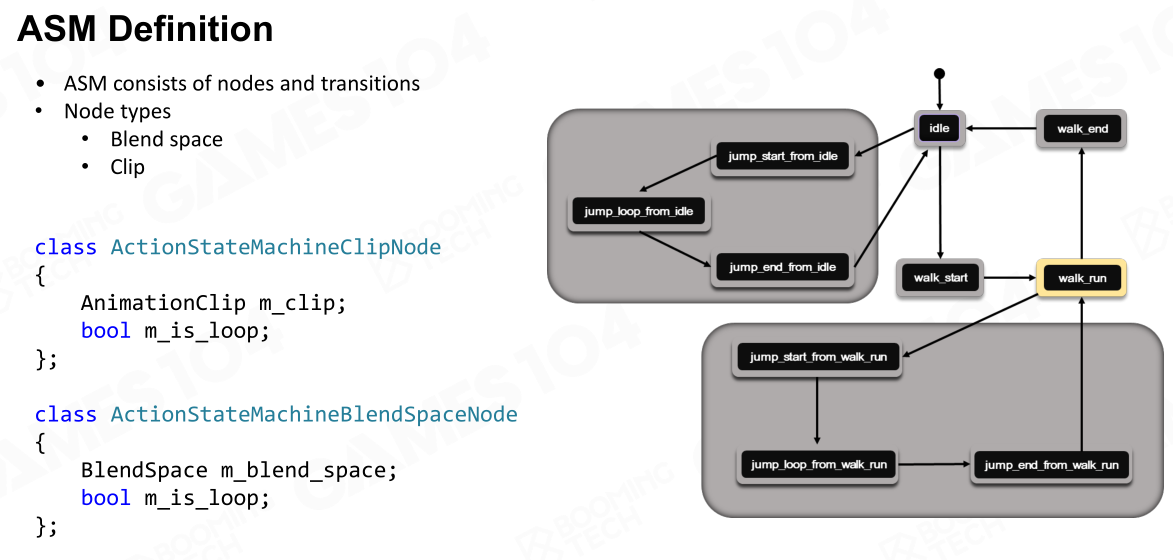 ASM Definition
• ASM consists of nodes and transitions
• Node types
• Blend space
• Clip
class ActionStateMachineClipNode
{
AnimationClip m_clip;
bool m_is_loop;
};
class ActionStateMachineBlendSpaceNode
{
BlendSpace m_blend_space;
bool m_is_loop;
};
idle
walk_end
jump_start_from_idle
jump_loop_from_idle
jump_end_from_idle
walk_start
walk_run
jump_start_from_walk_run
jump_loop_from_walk_run
jump_end_from_walk_run
GAMES104
BOOMING
TECH